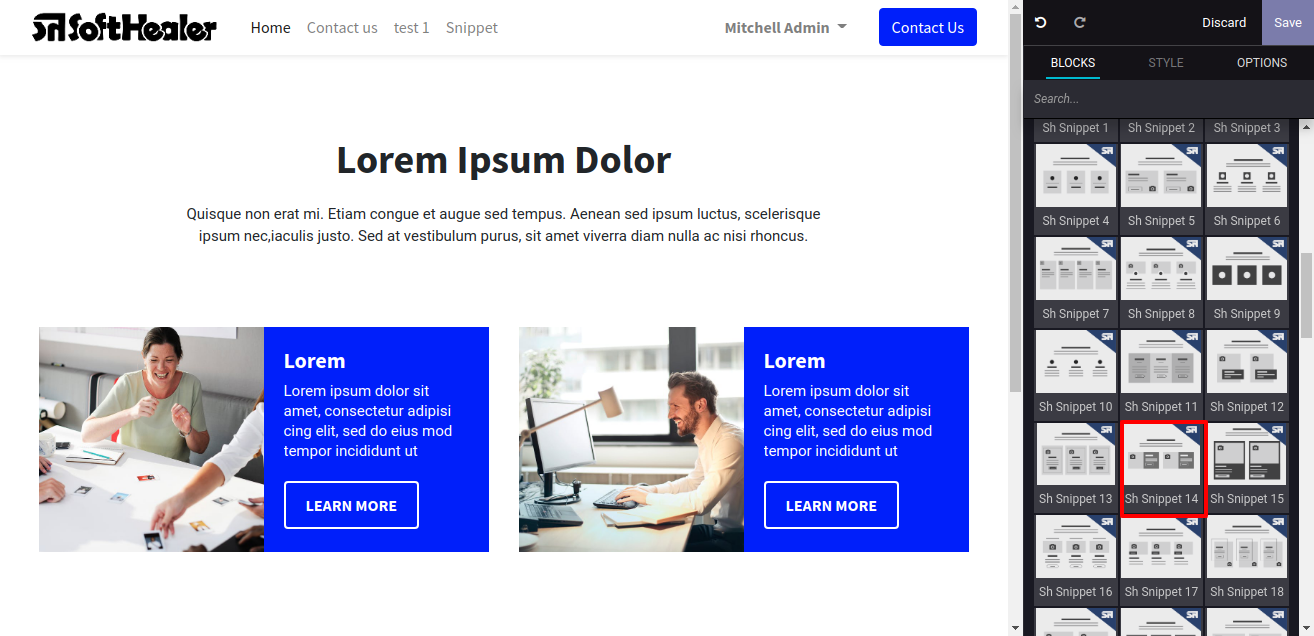 SoftHealer
Home
Contact us
test 1
Snippet
Mitchell Admin
Contact Us
Discard
Save
BLOCKS
STYLE
OPTIONS
Search...
Sh Snippet 1
Sh Snippet 2
Sh Snippet 3
Sh Snippet 4
Sh Snippet 5
Sh Snippet 6
Sh Snippet 7
Sh Snippet 8
Sh Snippet 9
Sh Snippet 10
Sh Snippet 11
Sh Snippet 12
Sh Snippet 13
Sh Snippet 14
Sh Snippet 15
Sh Snippet 16
Sh Snippet 17
Sh Snippet 18
Lorem Ipsum Dolor
Quisque non erat mi. Etiam congue et augue sed tempus. Aenean sed ipsum luctus, scelerisque
ipsum nec,iaculis justo. Sed at vestibulum purus, sit amet viverra diam nulla ac nisi rhoncus.
Lorem
Lorem ipsum dolor sit
amet, consectetur adipisi
cing elit, sed do eius mod
tempor incididunt ut
LEARN MORE
Lorem
Lorem ipsum dolor sit
amet, consectetur adipisi
cing elit, sed do eius mod
tempor incididunt ut
LEARN MORE